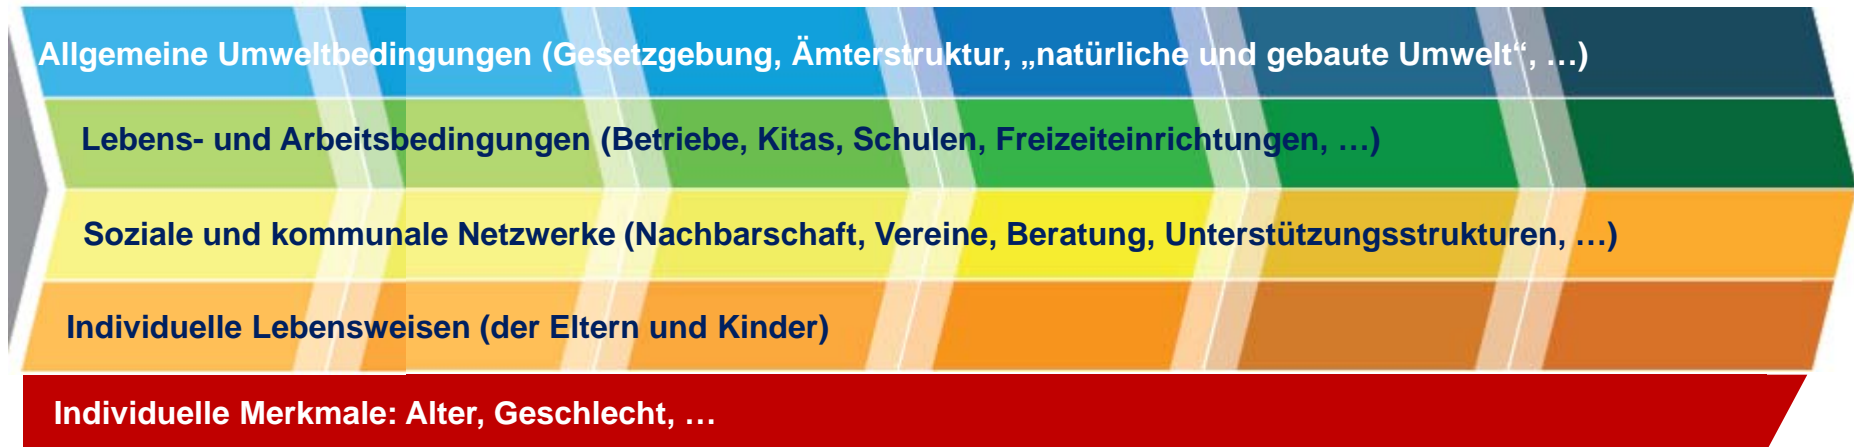 Allgemeine Umweltbedingungen (Gesetzgebung, Ämterstruktur, „natürliche und gebaute Umwelt“, …)
Lebens- und Arbeitsbedingungen (Betriebe, Kitas, Schulen, Freizeiteinrichtungen, …)
Soziale und kommunale Netzwerke (Nachbarschaft, Vereine, Beratung, Unterstützungsstrukturen, …)
Individuelle Lebensweisen (der Eltern und Kinder)
Individuelle Merkmale: Alter, Geschlecht, …